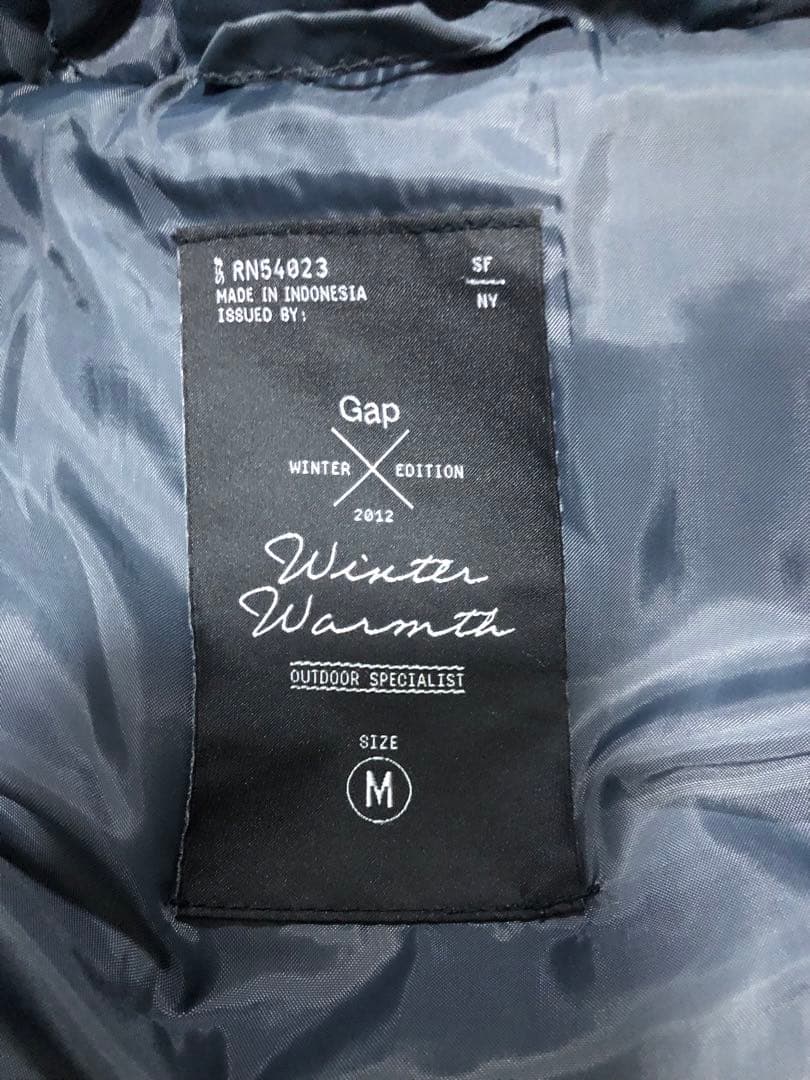 RN54023
MADE IN INDONESIA
ISSUED BY:
SF
NY
Gap
WINTER EDITION
2012
Winter
Warmth
OUTDOOR SPECIALIST
SIZE
M